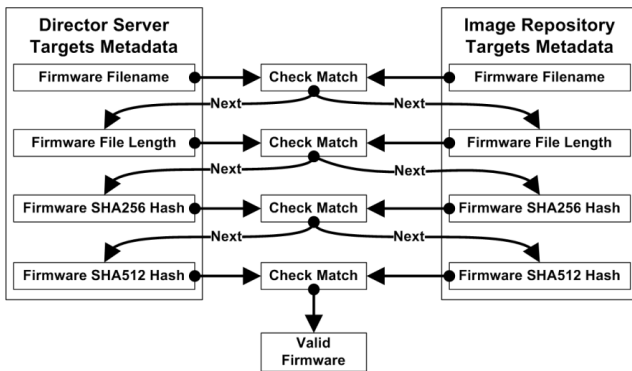 Director Server
Targets Metadata
Image Repository
Targets Metadata
Firmware Filename
Check Match
Firmware Filename
Next
Next
Firmware File Length
Check Match
Firmware File Length
Next
Next
Firmware SHA256 Hash
Check Match
Firmware SHA256 Hash
Next
Next
Firmware SHA512 Hash
Check Match
Firmware SHA512 Hash
Valid
Firmware